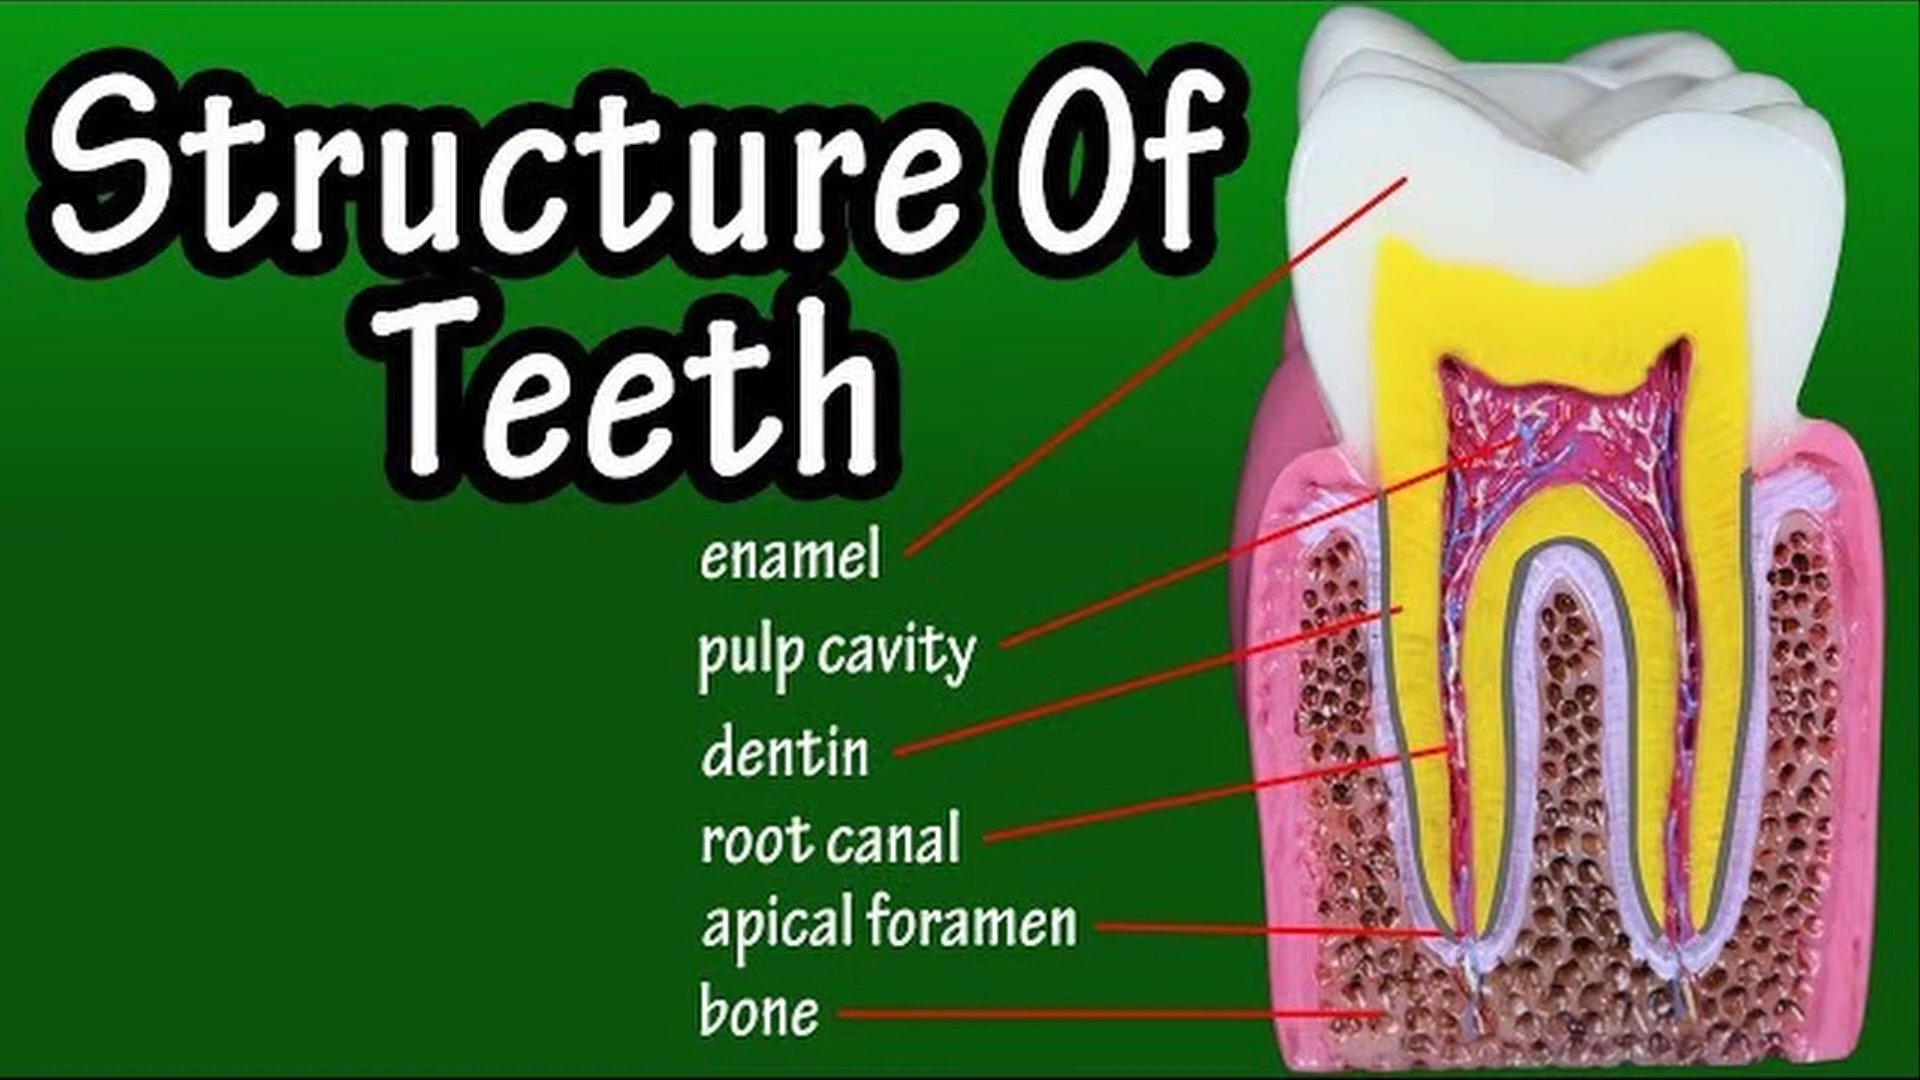 Structure Of
Teeth
enamel
pulp cavity
dentin
root canal
apical foramen
bone